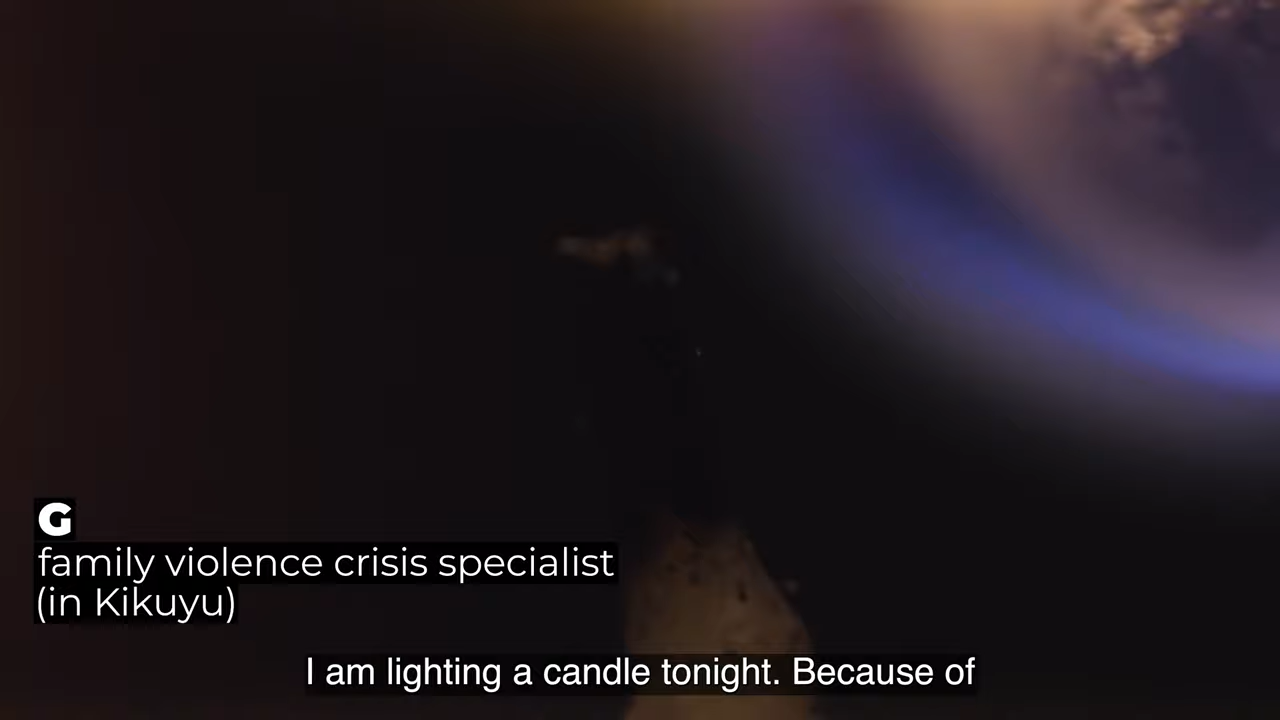 G
family violence crisis specialist
(in Kikuyu)
I am lighting a candle tonight. Because of